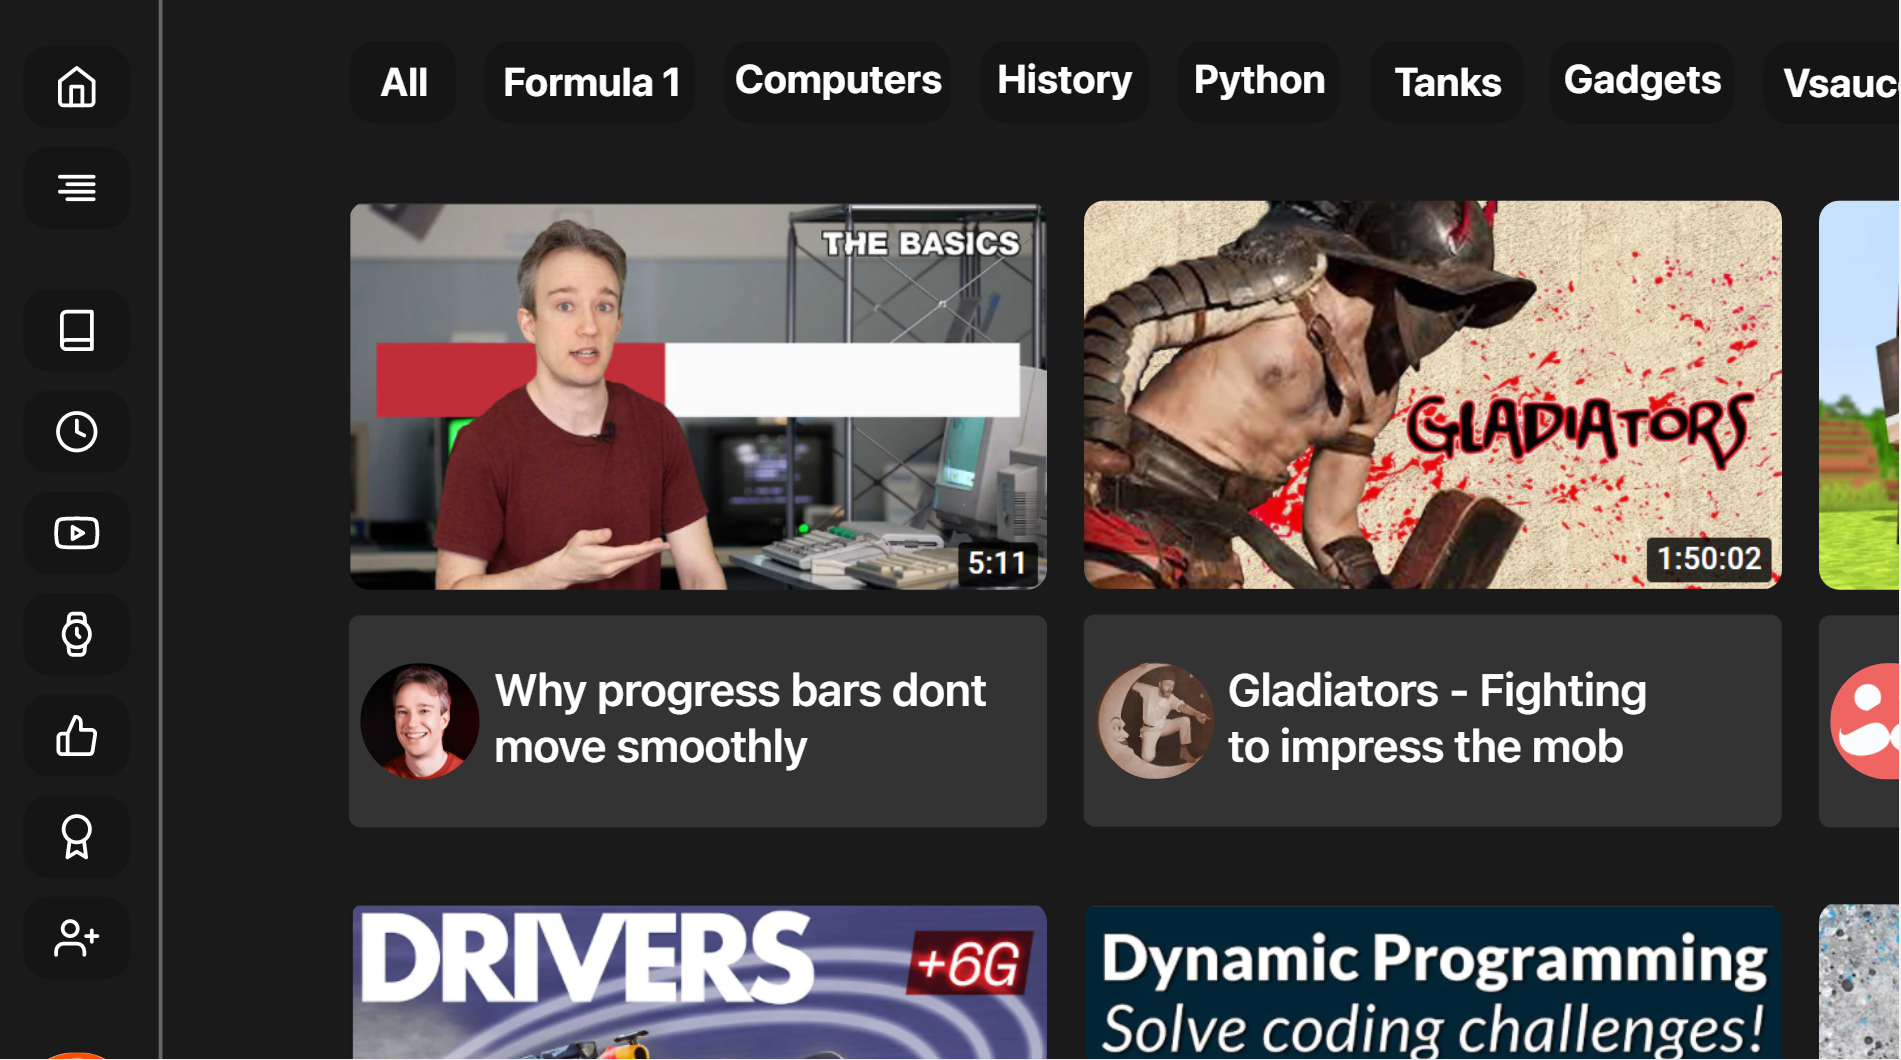 All
Formula 1
Computers
History
Python
Tanks
Gadgets
THE BASICS
5:11
GLADIATORS
1:50:02
Why progress bars dont
move smoothly
Gladiators - Fighting
to impress the mob
DRIVERS
+6G
Dynamic Programming
Solve coding challenges!